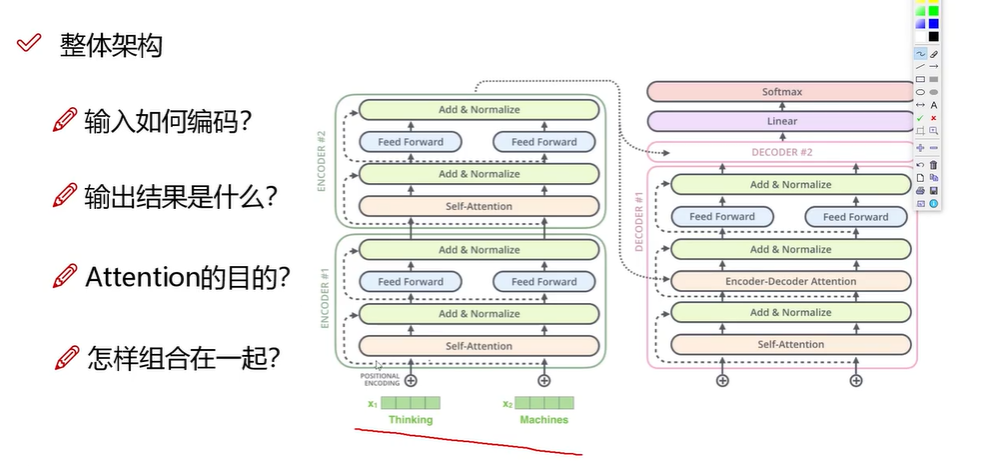 整体架构
输入如何编码?
输出结果是什么?
Attention的目的?
怎样组合在一起?
ENCODER #2
Add & Normalize
Feed Forward
Feed Forward
Add & Normalize
Self-Attention
ENCODER #1
Add & Normalize
Feed Forward
Feed Forward
Add & Normalize
Self-Attention
POSITIONAL
ENCODING
x1
x2
Thinking
Machines
Softmax
Linear
DECODER #2
DECODER #1
Add & Normalize
Feed Forward
Feed Forward
Add & Normalize
Encoder-Decoder Attention
Add & Normalize
Self-Attention
A